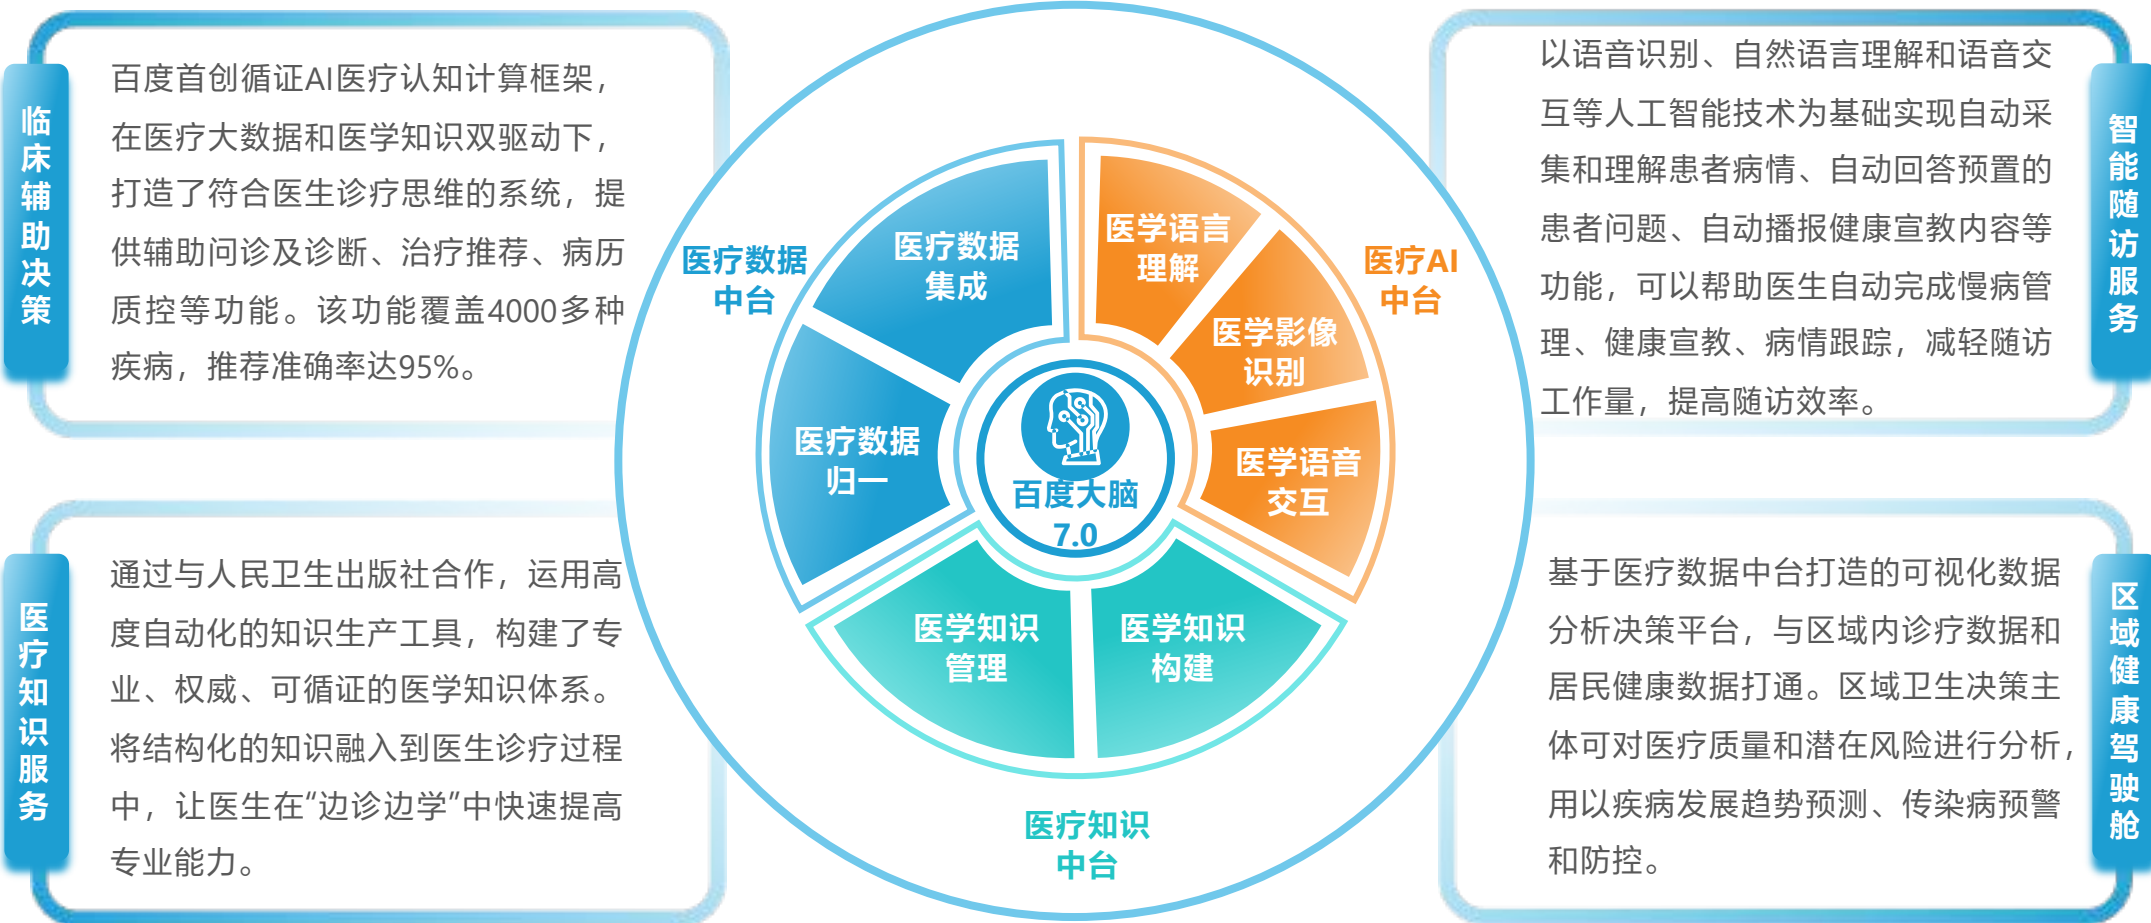 临床辅助决策
百度首创循证AI医疗认知计算框架，
在医疗大数据和医学知识双驱动下，
打造了符合医生诊疗思维的系统，提
供辅助问诊及诊断、治疗推荐、病历
质控等功能。该功能覆盖4000多种
疾病，推荐准确率达95%。
医疗知识服务
通过与人民卫生出版社合作，运用高
度自动化的知识生产工具，构建了专
业、权威、可循证的医学知识体系。
将结构化的知识融入到医生诊疗过程
中，让医生在“边诊边学”中快速提高
专业能力。
医疗数据
中台
医疗数据
集成
医疗数据
归一
医学语言
理解
医学影像
识别
医学语音
交互
医疗AI
中台
百度大脑
7.0
医学知识
管理
医学知识
构建
医疗知识
中台
以语音识别、自然语言理解和语音交
互等人工智能技术为基础实现自动采
集和理解患者病情、自动回答预置的
患者问题、自动播报健康宣教内容等
功能，可以帮助医生自动完成慢病管
理、健康宣教、病情跟踪，减轻随访
工作量，提高随访效率。
智能随访服务
基于医疗数据中台打造的可视化数据
分析决策平台，与区域内诊疗数据和
居民健康数据打通。区域卫生决策主
体可对医疗质量和潜在风险进行分析，
用以疾病发展趋势预测、传染病预警
和防控。
区域健康驾驶舱